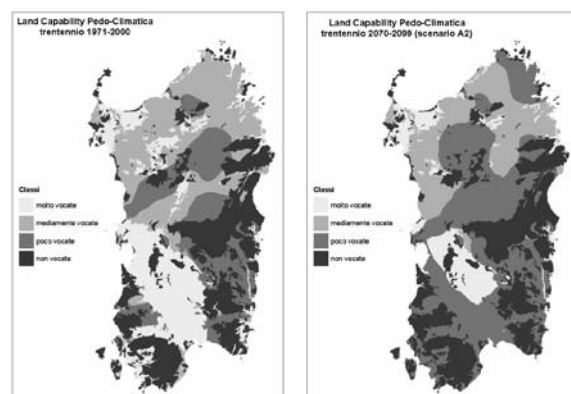 Land Capability Pedo-Climatica
trentennio 1971-2000
Classi
molto vocate
mediamente vocate
poco vocate
non vocate
Land Capability Pedo-Climatica
trentennio 2070-2099 (scenario A2)
Classi
molto vocate
mediamente vocate
poco vocate
non vocate